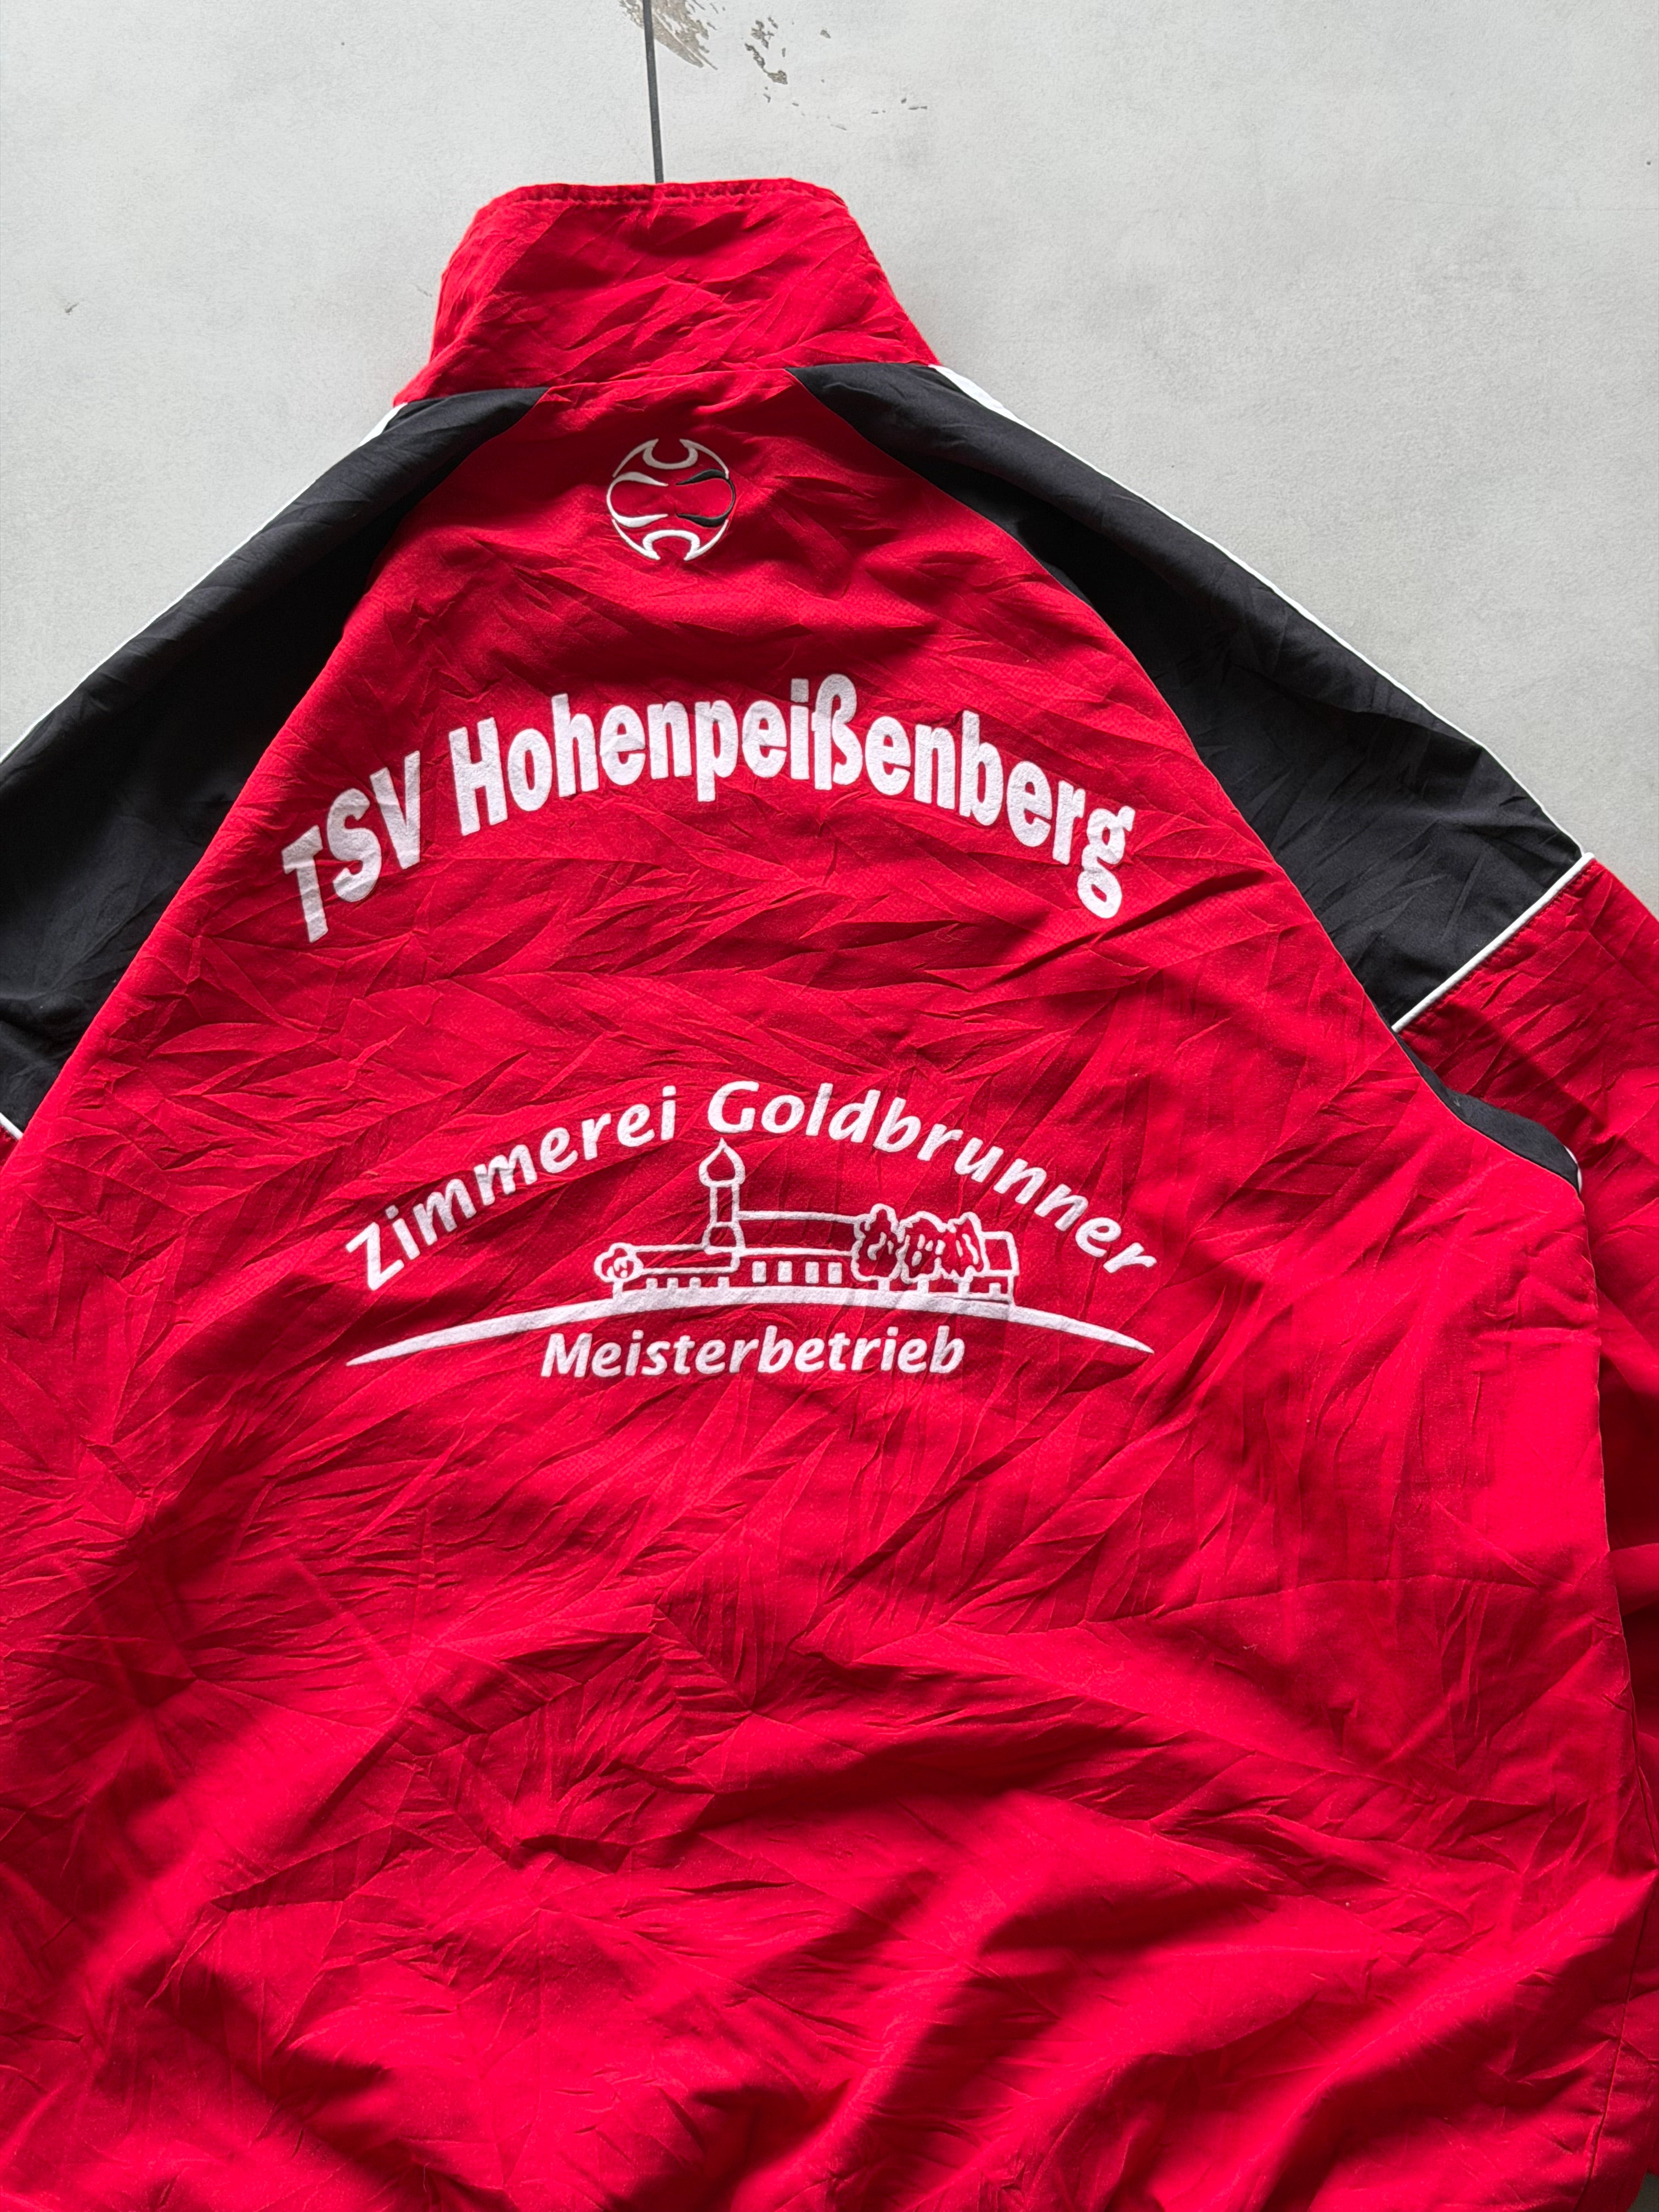 TSV Hohenpeißenberg
Zimmerei Goldbrunner
Meisterbetrieb